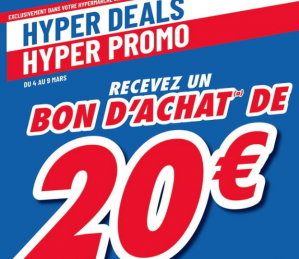 EXCLUSIVEMENT DANS VOTRE HYPERMARCHÉ
HYPER DEALS
HYPER PROMO
DU 4 AU 9 MARS
RECEVEZ UN
BON D'ACHAT DE
20€